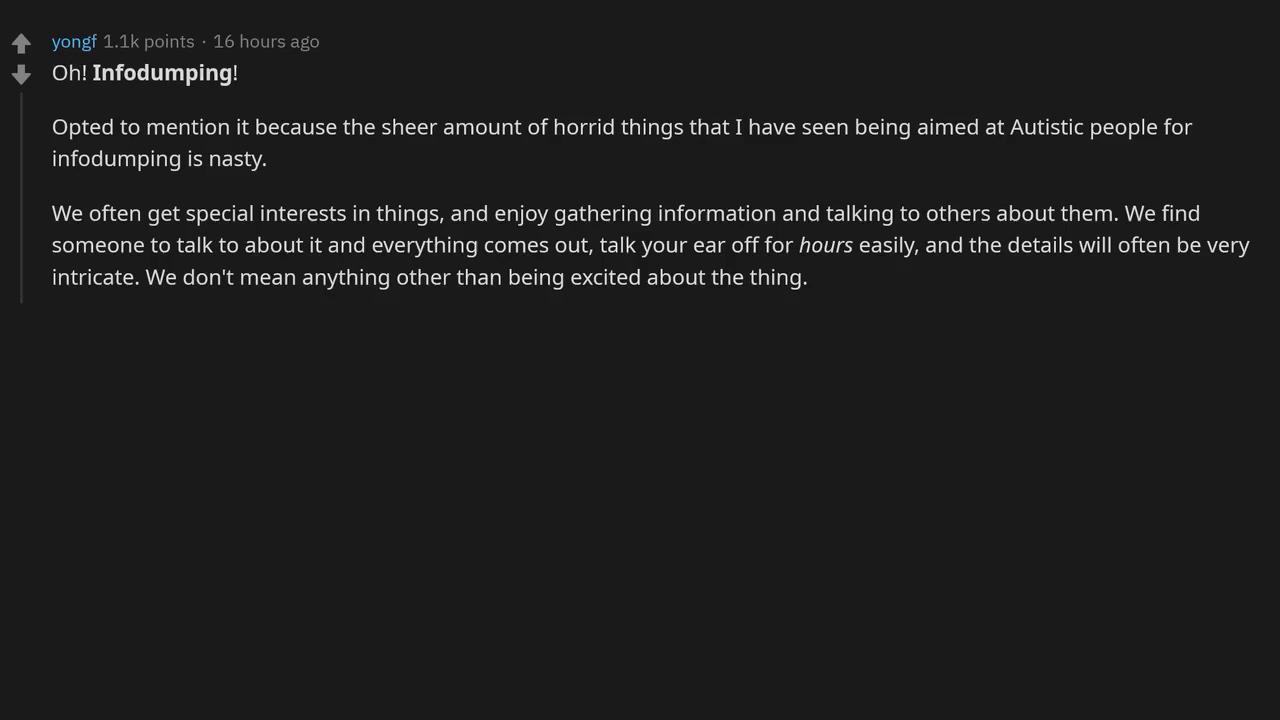 yongf 1.1k points · 16 hours ago
Oh! Infodumping!
Opted to mention it because the sheer amount of horrid things that I have seen being aimed at Autistic people for
infodumping is nasty.
We often get special interests in things, and enjoy gathering information and talking to others about them. We find
someone to talk to about it and everything comes out, talk your ear off for hours easily, and the details will often be very
intricate. We don't mean anything other than being excited about the thing.